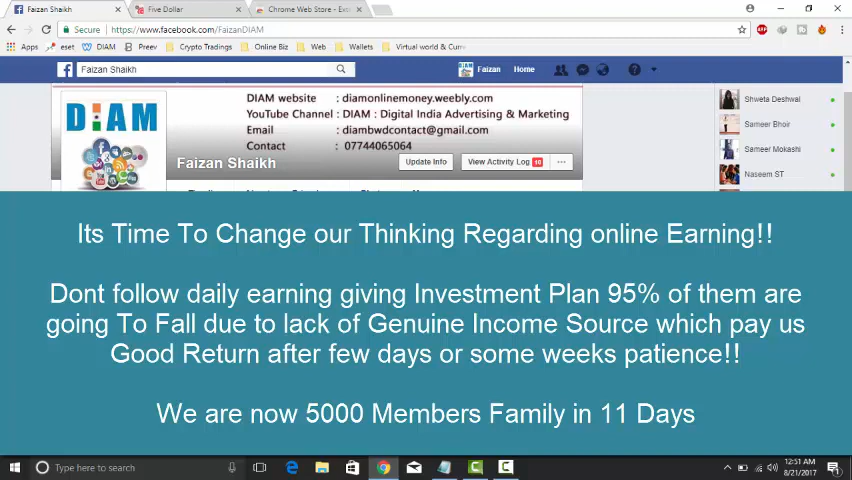 Faizan Shaikh
Five Dollar
Chrome Web Store - Ex
Secure
https://www.facebook.com/FaizanDIAM
Apps
eset
DIAM
Preev
Crypto Tradings
Online Biz
Web
Wallets
Virtual world & Curr
Faizan Shaikh
Faizan
Home
DIAM website : diamonlinemoney.weebly.com
YouTube Channel : DIAM : Digital India Advertising & Marketing
Email : diambwdcontact@gmail.com
Contact : 07744065064
DIAM
Faizan Shaikh
Update Info
View Activity Log 10
Shweta Deshwal
Sameer Bhoir
Sameer Mokashi
Naseem ST
Its Time To Change our Thinking Regarding online Earning!!
Dont follow daily earning giving Investment Plan 95% of them are
going To Fall due to lack of Genuine Income Source which pay us
Good Return after few days or some weeks patience!!
We are now 5000 Members Family in 11 Days
Type here to search
12:51 AM
8/21/2017